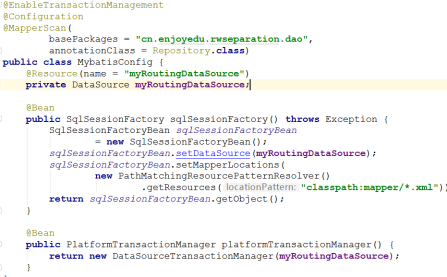 @EnableTransactionManagement
@Configuration
@MapperScan(
basePackages = "cn.enjoyedu.rwseparation.dao",
annotationClass = Repository.class)
public class MybatisConfig {
@Resource(name = "myRoutingDataSource")
private DataSource myRoutingDataSource;
@Bean
public SqlSessionFactory sqlSessionFactory() throws Exception {
SqlSessionFactoryBean sqlSessionFactoryBean
= new SqlSessionFactoryBean();
sqlSessionFactoryBean.setDataSource(myRoutingDataSource);
sqlSessionFactoryBean.setMapperLocations(
new PathMatchingResourcePatternResolver()
.getResources( locationPattern: "classpath:mapper/*.xml"))
return sqlSessionFactoryBean.getObject();
}
@Bean
public PlatformTransactionManager platformTransactionManager() {
return new DataSourceTransactionManager(myRoutingDataSource);
}